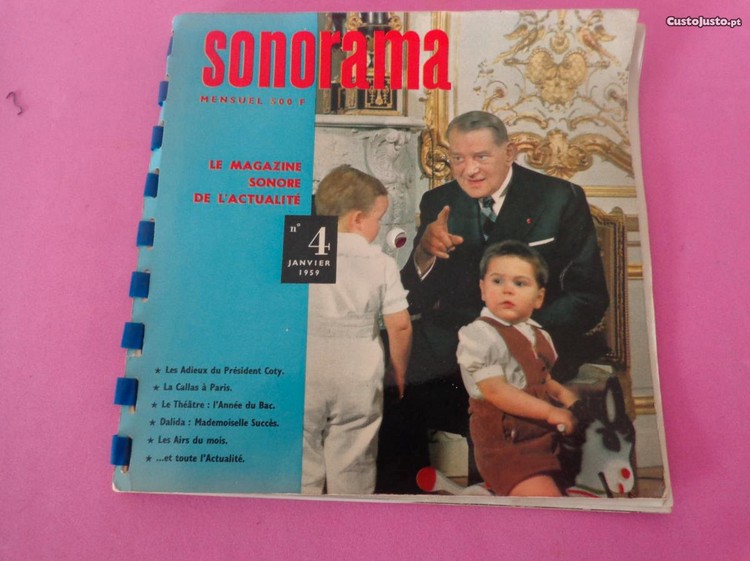 CustoJusto.pt
sonorama
MENSUEL 500 F
LE MAGAZINE
SONORE
DE L'ACTUALITÉ
n° 4
JANVIER
1959
★ Les Adieux du Président Coty.
★ La Callas à Paris.
★ Le Théâtre : l'Année du Bac.
★ Dalida : Mademoiselle Succès.
★ Les Airs du mois.
★ ...et toute l'Actualité.